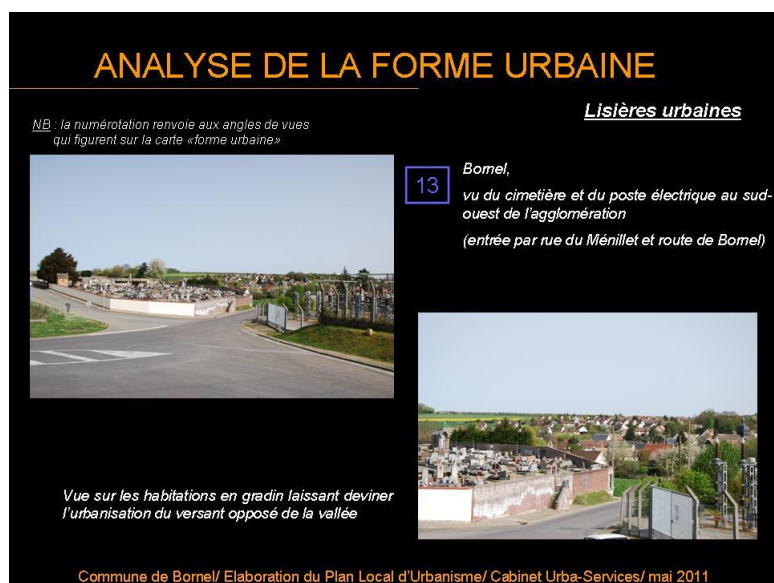 ANALYSE DE LA FORME URBAINE
Lisières urbaines
NB : la numérotation renvoie aux angles de vues
qui figurent sur la carte «forme urbaine»
13
Bornel,
vu du cimetière et du poste électrique au sud-
ouest de l'agglomération
(entrée par rue du Ménillet et route de Bornel)
Vue sur les habitations en gradin laissant deviner
l'urbanisation du versant opposé de la vallée
Commune de Bornel/ Elaboration du Plan Local d'Urbanisme/ Cabinet Urba-Services/ mai 2011